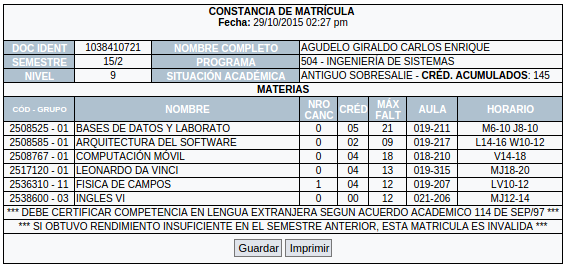 CONSTANCIA DE MATRÍCULA
Fecha: 29/10/2015 02:27 pm
DOC IDENT 1038410721 NOMBRE COMPLETO AGUDELO GIRALDO CARLOS ENRIQUE
SEMESTRE 15/2 PROGRAMA 504 - INGENIERÍA DE SISTEMAS
NIVEL 9 SITUACIÓN ACADÉMICA ANTIGUO SOBRESALIE - CRÉD. ACUMULADOS: 145
MATERIAS
CÓD - GRUPO NOMBRE NRO CANC CRÉD MÁX FALT AULA HORARIO
2508525 - 01 BASES DE DATOS Y LABORATO 0 05 21 019-211 M6-10 J8-10
2508585 - 01 ARQUITECTURA DEL SOFTWARE 0 02 09 019-217 L14-16 W10-12
2508767 - 01 COMPUTACIÓN MÓVIL 0 04 18 018-210 V14-18
2517120 - 01 LEONARDO DA VINCI 0 04 13 019-315 MJ18-20
2536310 - 11 FISICA DE CAMPOS 1 04 12 019-207 LV10-12
2538600 - 03 INGLES VI 0 00 12 021-206 MJ12-14
*** DEBE CERTIFICAR COMPETENCIA EN LENGUA EXTRANJERA SEGUN ACUERDO ACADEMICO 114 DE SEP/97 ***
*** SI OBTUVO RENDIMIENTO INSUFICIENTE EN EL SEMESTRE ANTERIOR, ESTA MATRICULA ES INVALIDA ***
Guardar Imprimir